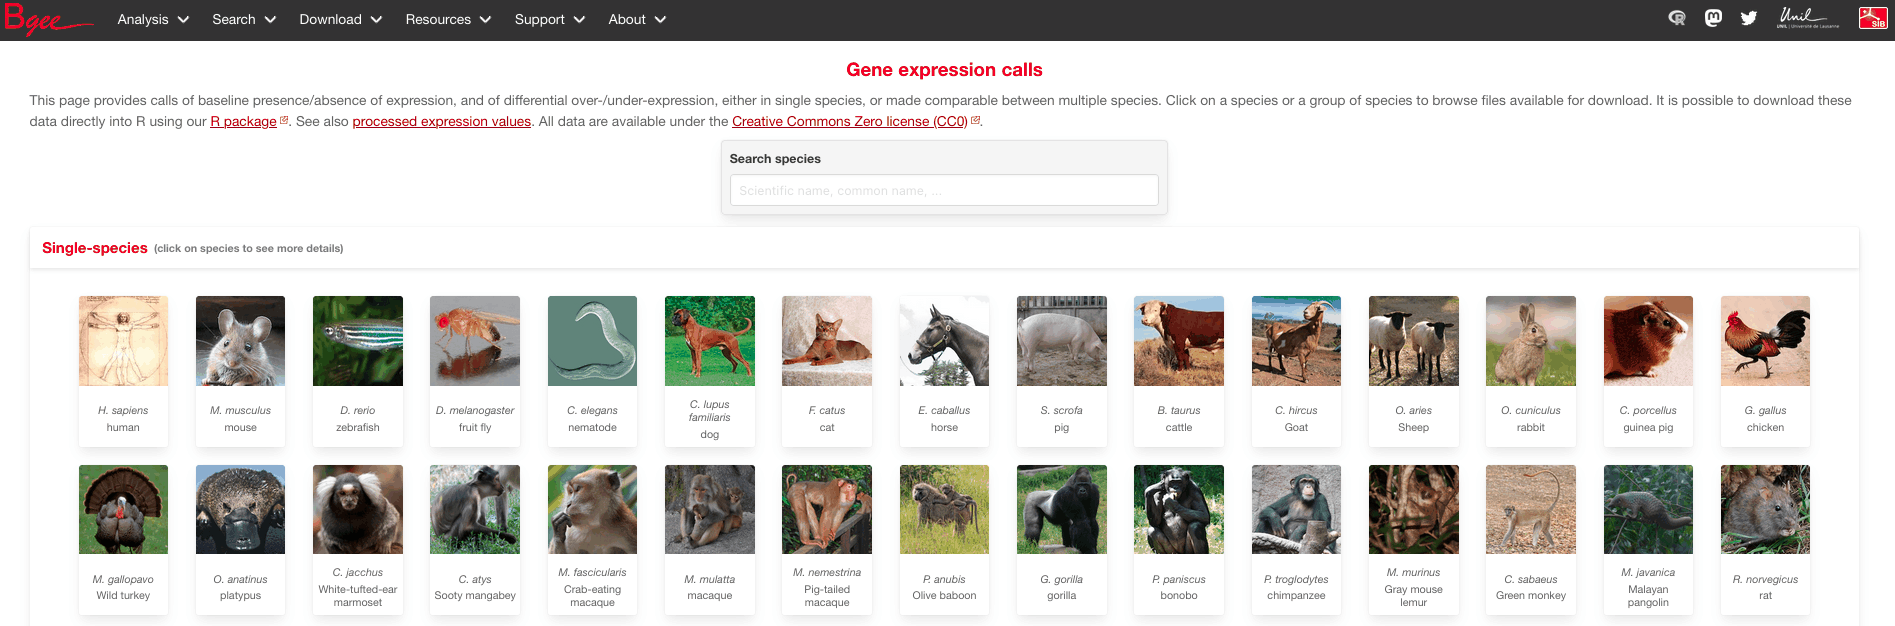 Bgee
Analysis Search Download Resources Support About
Unil
UNIL | Université de Lausanne
SIB
Gene expression calls
This page provides calls of baseline presence/absence of expression, and of differential over-/under-expression, either in single species, or made comparable between multiple species. Click on a species or a group of species to browse files available for download. It is possible to download these
data directly into R using our R package. See also processed expression values. All data are available under the Creative Commons Zero license (CC0).
Search species
Scientific name, common name, ...
Single-species (click on species to see more details)
H. sapiens
human
M. musculus
mouse
D. rerio
zebrafish
D. melanogaster
fruit fly
C. elegans
nematode
C. lupus
familiaris
dog
F. catus
cat
E. caballus
horse
S. scrofa
pig
B. taurus
cattle
C. hircus
Goat
O. aries
Sheep
O. cuniculus
rabbit
C. porcellus
guinea pig
G. gallus
chicken
M. gallopavo
Wild turkey
O. anatinus
platypus
C. jacchus
White-tufted-ear
marmoset
C. atys
Sooty mangabey
M. fascicularis
Crab-eating
macaque
M. mulatta
macaque
M. nemestrina
Pig-tailed
macaque
P. anubis
Olive baboon
G. gorilla
gorilla
P. paniscus
bonobo
P. troglodytes
chimpanzee
M. murinus
Gray mouse
lemur
C. sabaeus
Green monkey
M. javanica
Malayan
pangolin
R. norvegicus
rat